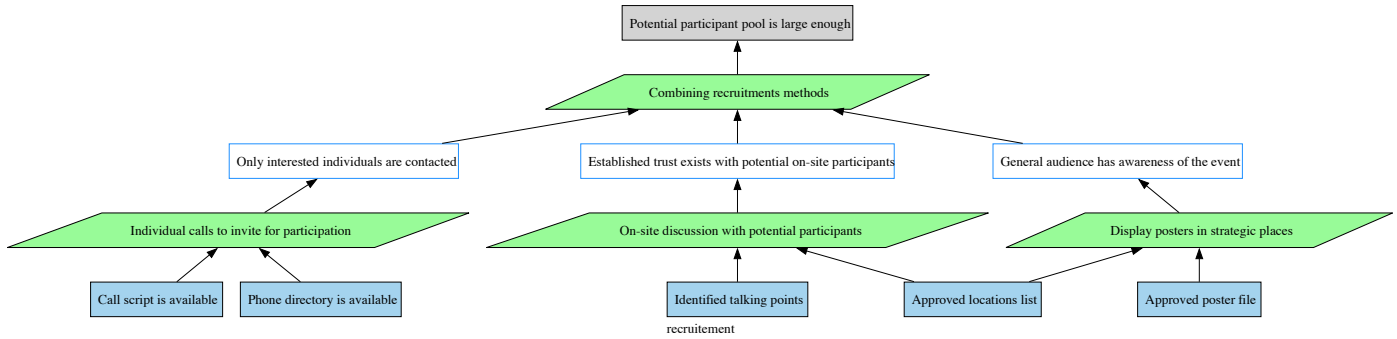 Potential participant pool is large enough
Combining recruitments methods
Only interested individuals are contacted
Established trust exists with potential on-site participants
General audience has awareness of the event
Individual calls to invite for participation
On-site discussion with potential participants
Display posters in strategic places
Call script is available
Phone directory is available
Identified talking points
Approved locations list
Approved poster file
recruitement